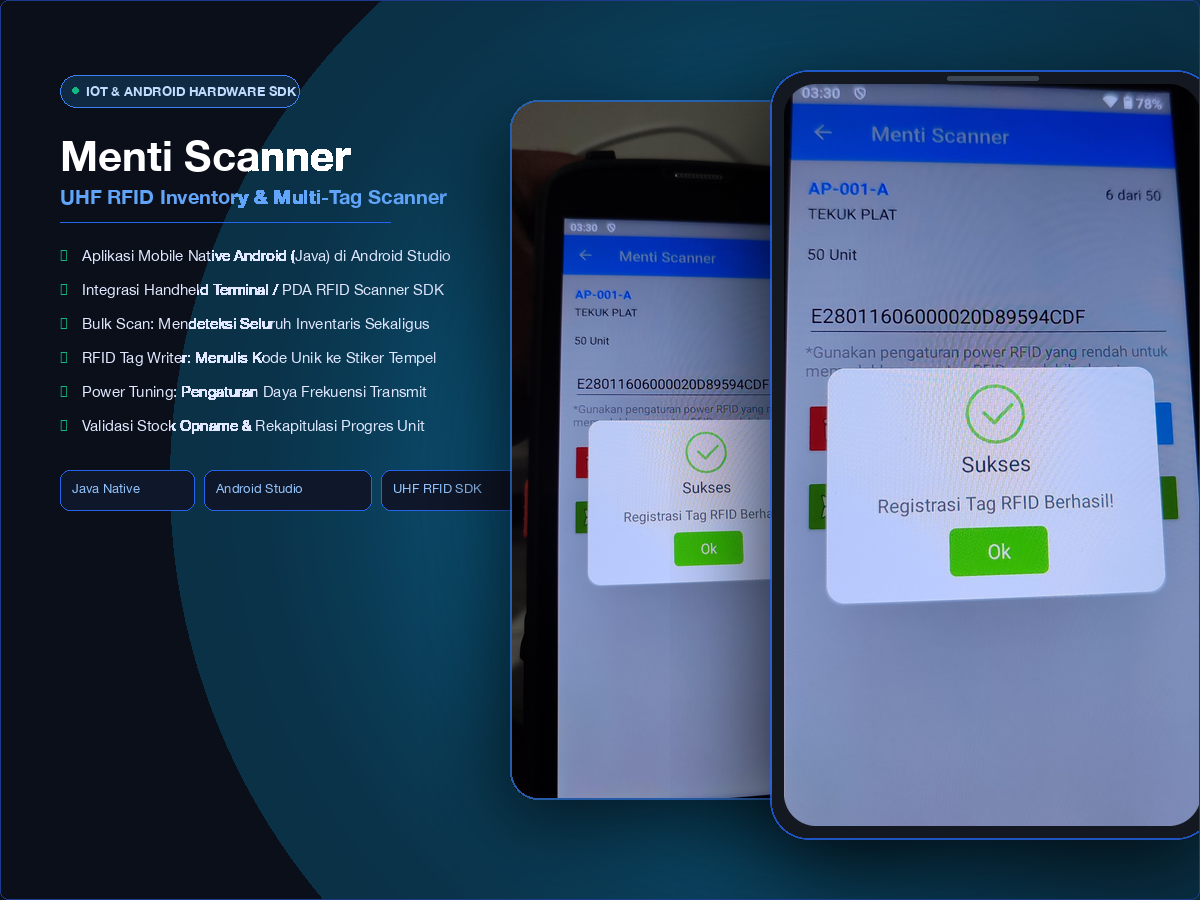 IOT & ANDROID HARDWARE SDK
Menti Scanner
UHF RFID Inventory & Multi-Tag Scanner
Aplikasi Mobile Native Android (Java) di Android Studio
Integrasi Handheld Terminal / PDA RFID Scanner SDK
Bulk Scan: Mendeteksi Seluruh Inventaris Sekaligus
RFID Tag Writer: Menulis Kode Unik ke Stiker Tempel
Power Tuning: Pengaturan Daya Frekuensi Transmit
Validasi Stock Opname & Rekapitulasi Progres Unit
Java Native
Android Studio
UHF RFID SDK
03:30
Menti Scanner
AP-001-A
TEKUK PLAT
50 Unit
E28011606000020D89594CDF
*Gunakan pengaturan power RFID yang
Sukses
Registrasi Tag RFID Berha
Ok
03:30
78%
Menti Scanner
AP-001-A
6 dari 50
TEKUK PLAT
50 Unit
E28011606000020D89594CDF
*Gunakan pengaturan power RFID yang rendah untuk
Sukses
Registrasi Tag RFID Berhasil!
Ok